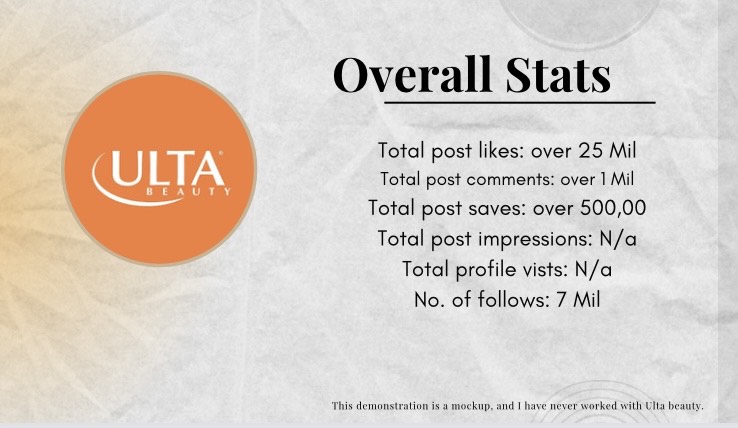 Overall Stats
ULTA
BEAUTY
Total post likes: over 25 Mil
Total post comments: over 1 Mil
Total post saves: over 500,00
Total post impressions: N/a
Total profile vists: N/a
No. of follows: 7 Mil
This demonstration is a mockup, and I have never worked with Ulta beauty.